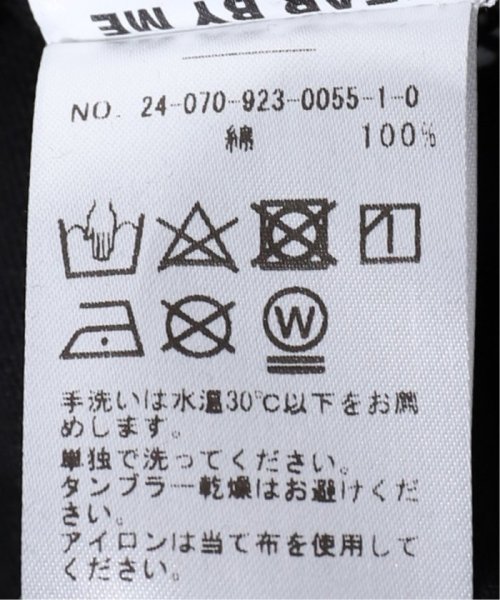 EAR BY ME
NO. 24-070-923-0055-1-0
綿 100%
W
手洗いは水温30℃以下をお薦
めします。
単独で洗ってください。
タンブラー乾燥はお避けくだ
さい。
アイロンは当て布を使用して
ください。